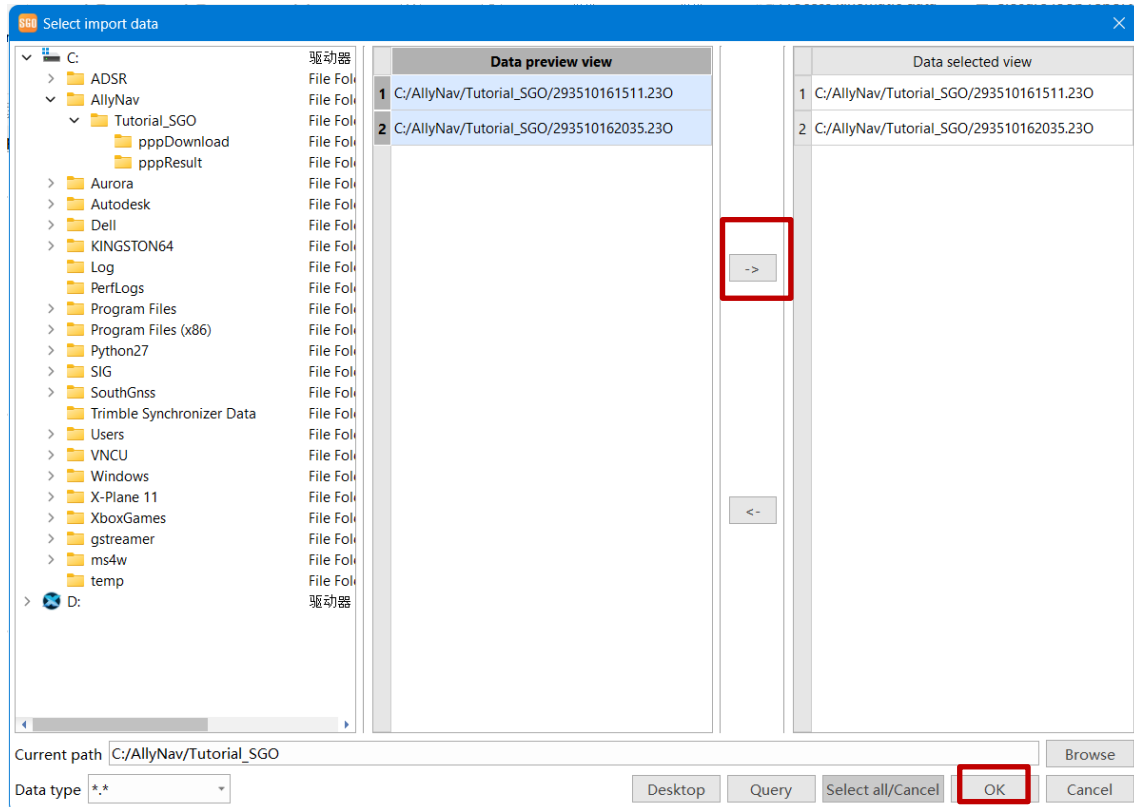 SGO Select import data
C: 驱动器
ADSR File Fol
AllyNav File Fol
Tutorial_SGO File Fol
pppDownload File Fol
pppResult File Fol
Aurora File Fol
Autodesk File Fol
Dell File Fol
KINGSTON64 File Fol
Log File Fol
PerfLogs File Fol
Program Files File Fol
Program Files (x86) File Fol
Python27 File Fol
SIG File Fol
SouthGnss File Fol
Trimble Synchronizer Data File Fol
Users File Fol
VNCU File Fol
Windows File Fol
X-Plane 11 File Fol
XboxGames File Fol
gstreamer File Fol
ms4w File Fol
temp File Fol
D: 驱动器
Data preview view
1 C:/AllyNav/Tutorial_SGO/293510161511.23O
2 C:/AllyNav/Tutorial_SGO/293510162035.23O
->
<-
Data selected view
1 C:/AllyNav/Tutorial_SGO/293510161511.23O
2 C:/AllyNav/Tutorial_SGO/293510162035.23O
Current path C:/AllyNav/Tutorial_SGO Browse
Data type *.* Desktop Query Select all/Cancel OK Cancel